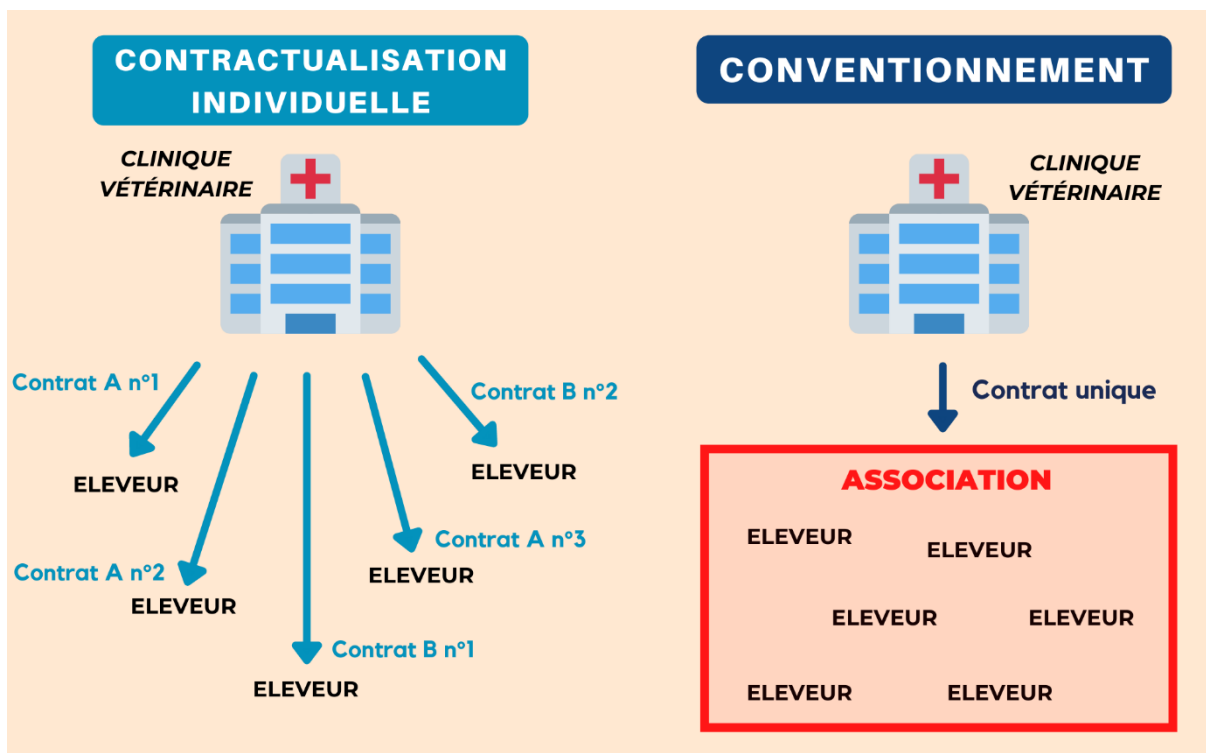 CONTRACTUALISATION
INDIVIDUELLE
CLINIQUE
VÉTÉRINAIRE
Contrat A n°1
Contrat B n°2
ELEVEUR
ELEVEUR
Contrat A n°3
Contrat A n°2
ELEVEUR
ELEVEUR
Contrat B n°1
ELEVEUR
CONVENTIONNEMENT
CLINIQUE
VÉTÉRINAIRE
Contrat unique
ASSOCIATION
ELEVEUR
ELEVEUR
ELEVEUR
ELEVEUR
ELEVEUR
ELEVEUR